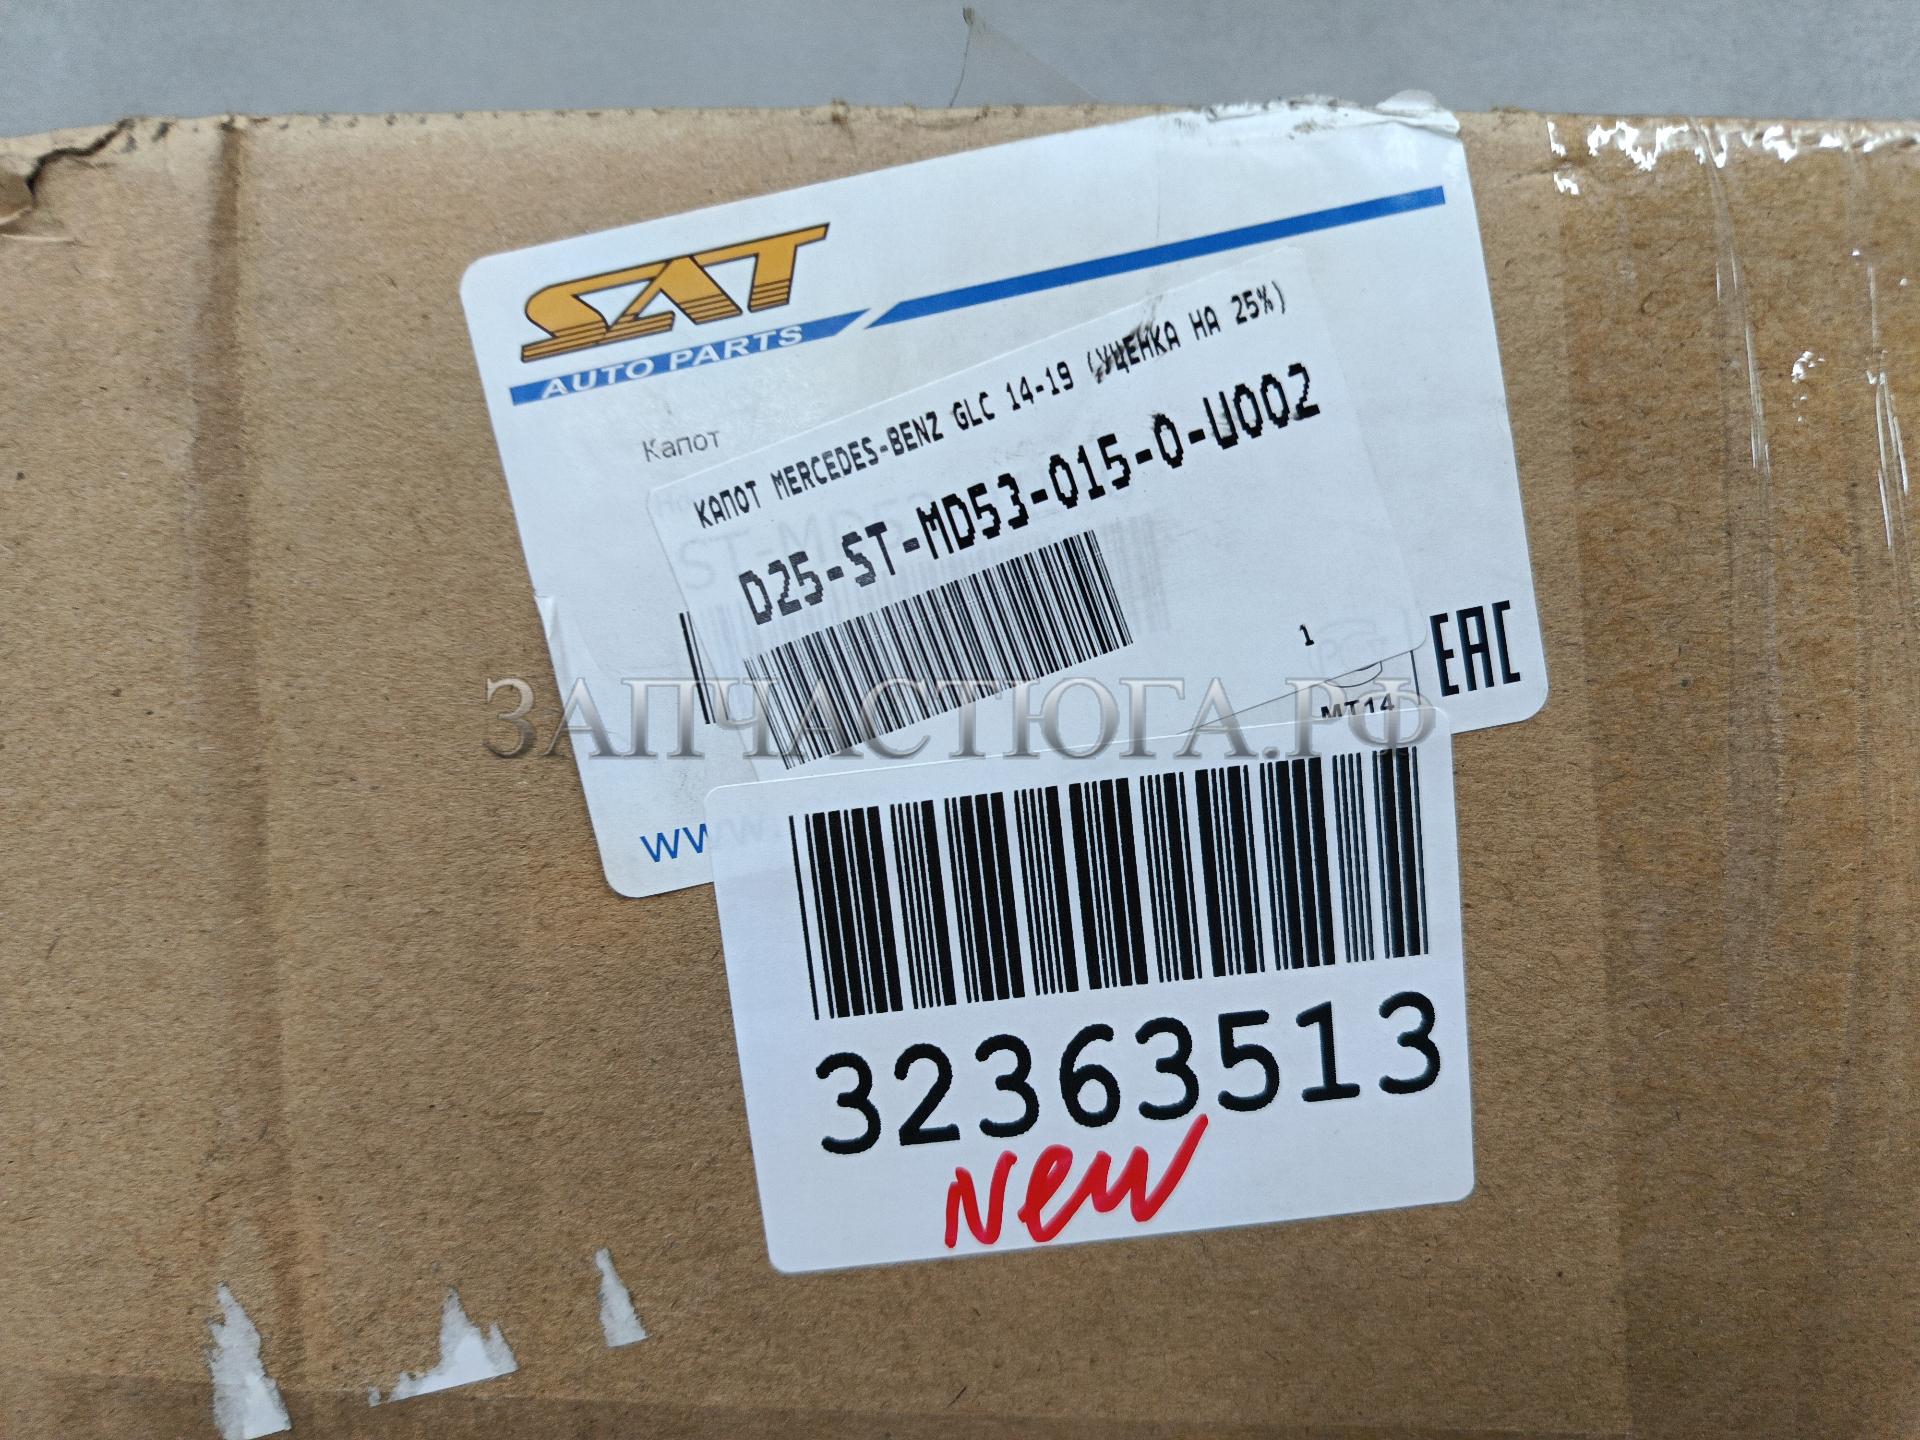 SAT
AUTO PARTS
Капот
КАПОТ MERCEDES-BENZ GLC 14-19 (УЦЕНКА НА 25%)
D25-ST-MD53-015-0-U002
1
EAC
MT14
ЗАПЧАСТЮГА.РФ
www.
32363513
New